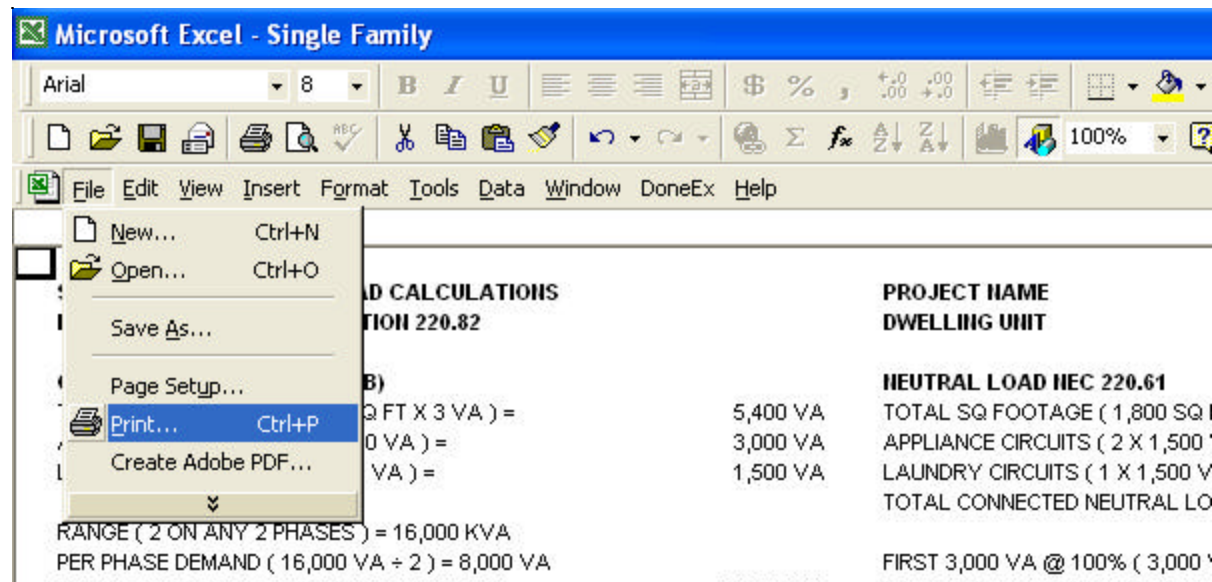 Microsoft Excel - Single Family
Arial 8 B I U $ % , .00
ABC Σ fx A Z Z A 100% ?
File Edit View Insert Format Tools Data Window DoneEx Help
New... Ctrl+N
Open... Ctrl+O
Save As...
Page Setup...
Print... Ctrl+P
Create Adobe PDF...
AD CALCULATIONS PROJECT NAME
TION 220.82 DWELLING UNIT
B) NEUTRAL LOAD NEC 220.61
Q FT X 3 VA ) = 5,400 VA TOTAL SQ FOOTAGE ( 1,800 SQ
0 VA ) = 3,000 VA APPLIANCE CIRCUITS ( 2 X 1,500
VA ) = 1,500 VA LAUNDRY CIRCUITS ( 1 X 1,500 V
TOTAL CONNECTED NEUTRAL LO
RANGE ( 2 ON ANY 2 PHASES ) = 16,000 KVA
PER PHASE DEMAND ( 16,000 VA ÷ 2 ) = 8,000 VA FIRST 3,000 VA @ 100% ( 3,000